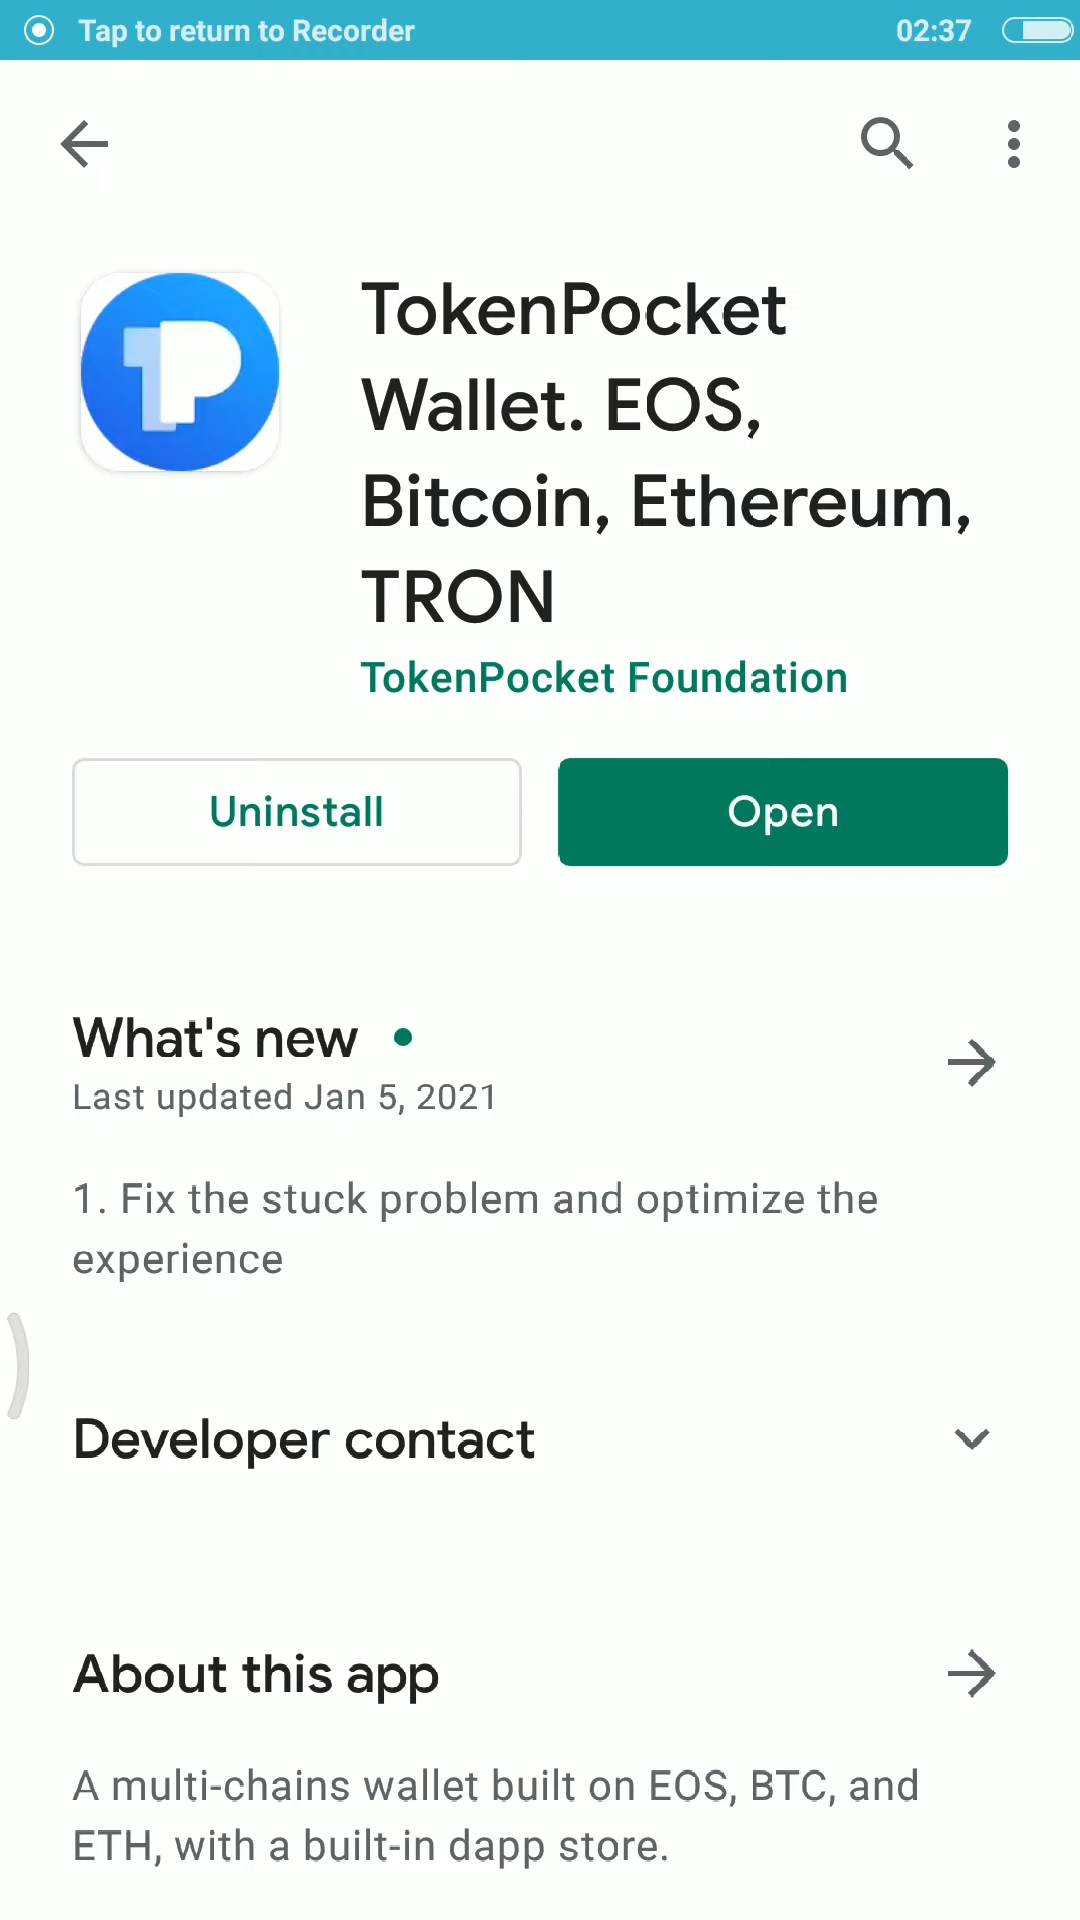 Tap to return to Recorder 02:37
TokenPocket
Wallet. EOS,
Bitcoin, Ethereum,
TRON
TokenPocket Foundation
Uninstall Open
What's new
Last updated Jan 5, 2021
1. Fix the stuck problem and optimize the
experience
Developer contact
About this app
A multi-chains wallet built on EOS, BTC, and
ETH, with a built-in dapp store.